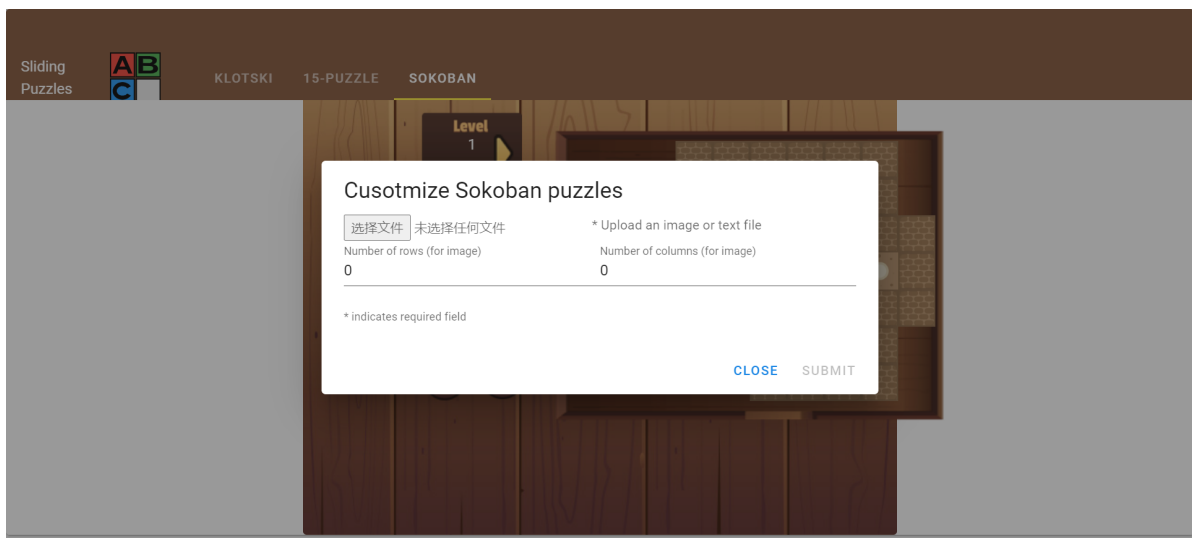 Sliding
Puzzles
A B
C
KLOTSKI 15-PUZZLE SOKOBAN
Level
1
Cusotmize Sokoban puzzles
选择文件 未选择任何文件 * Upload an image or text file
Number of rows (for image) Number of columns (for image)
0 0
* indicates required field
CLOSE SUBMIT